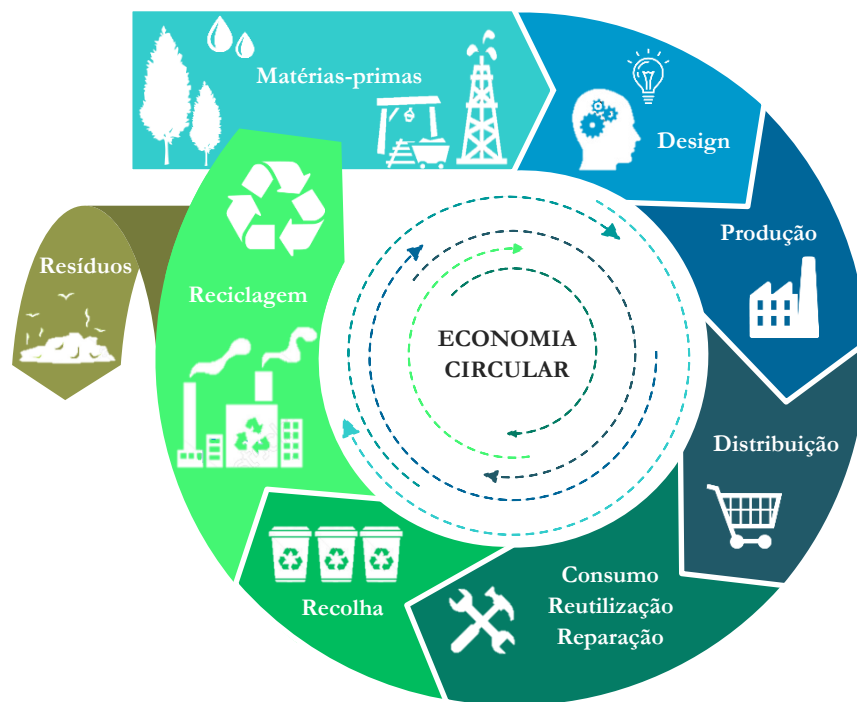 Matérias-primas
Design
Produção
Distribuição
Consumo
Reutilização
Reparação
Recolha
Reciclagem
Resíduos
ECONOMIA
CIRCULAR